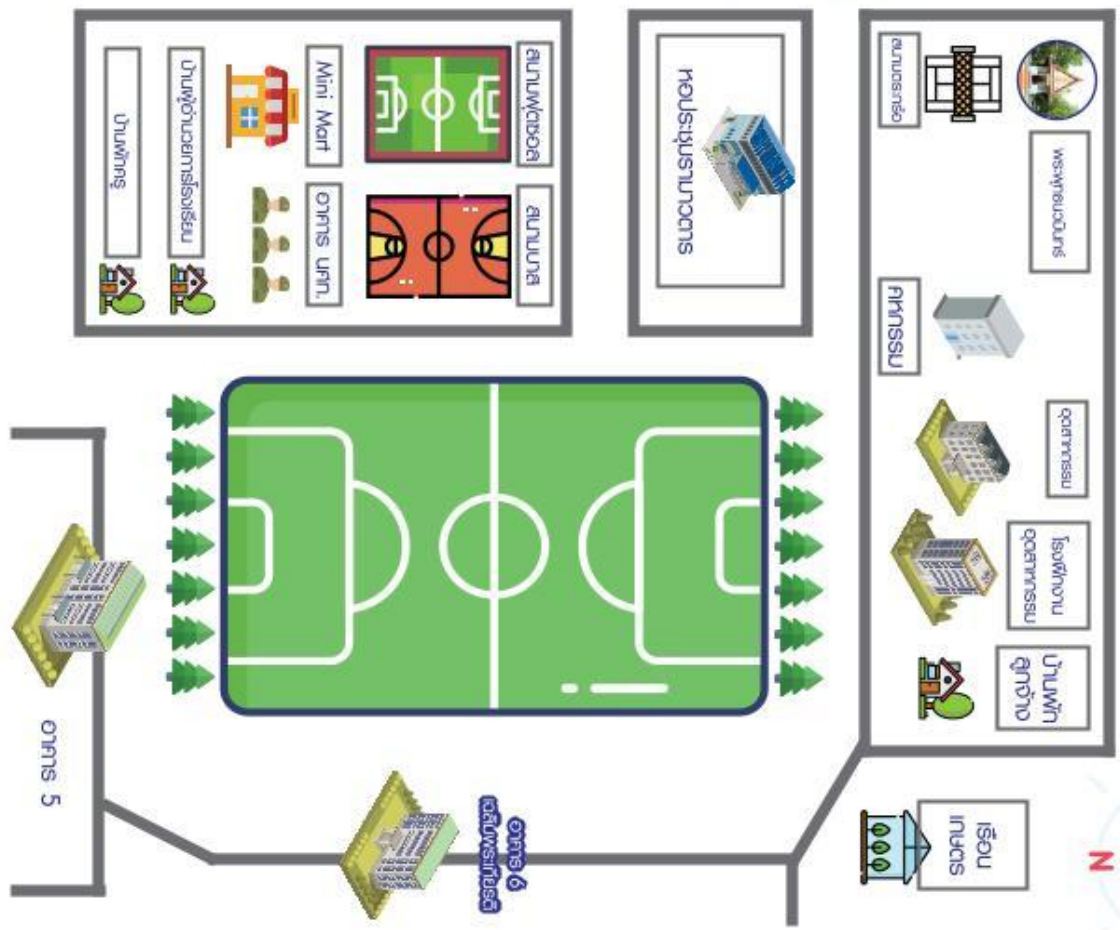 N
พระพุทธนวมินทร์
อุตสาหกรรม
โรงฝึกงาน
อุตสาหกรรม
บ้านพัก
ลูกจ้าง
เรือน
เกษตร
สนามตะกร้อ
คหกรรม
หอประชุมรามาวตาร
สนามฟุตซอล
สนามบาส
อาคาร 6
เฉลิมพระเกียรติ
Mini Mart
อาคาร นศท.
บ้านผู้อำนวยการโรงเรียน
บ้านพักครู
อาคาร 5